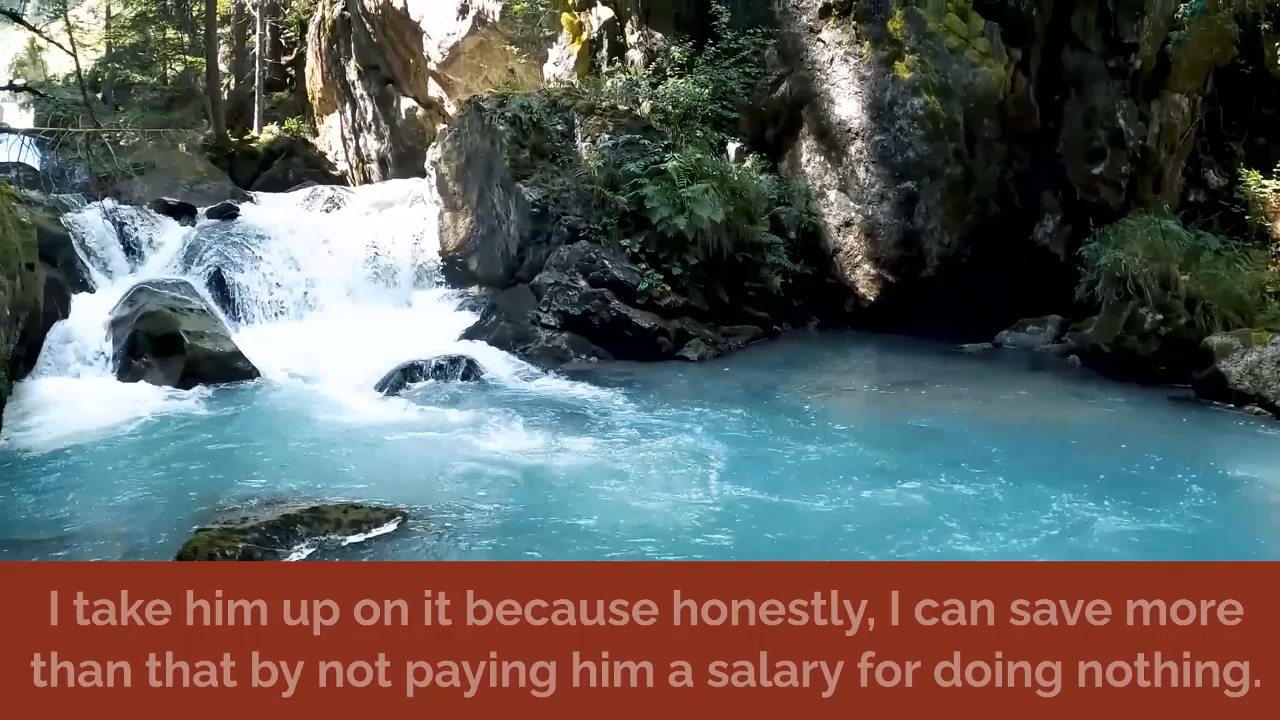 I take him up on it because honestly, I can save more
than that by not paying him a salary for doing nothing.